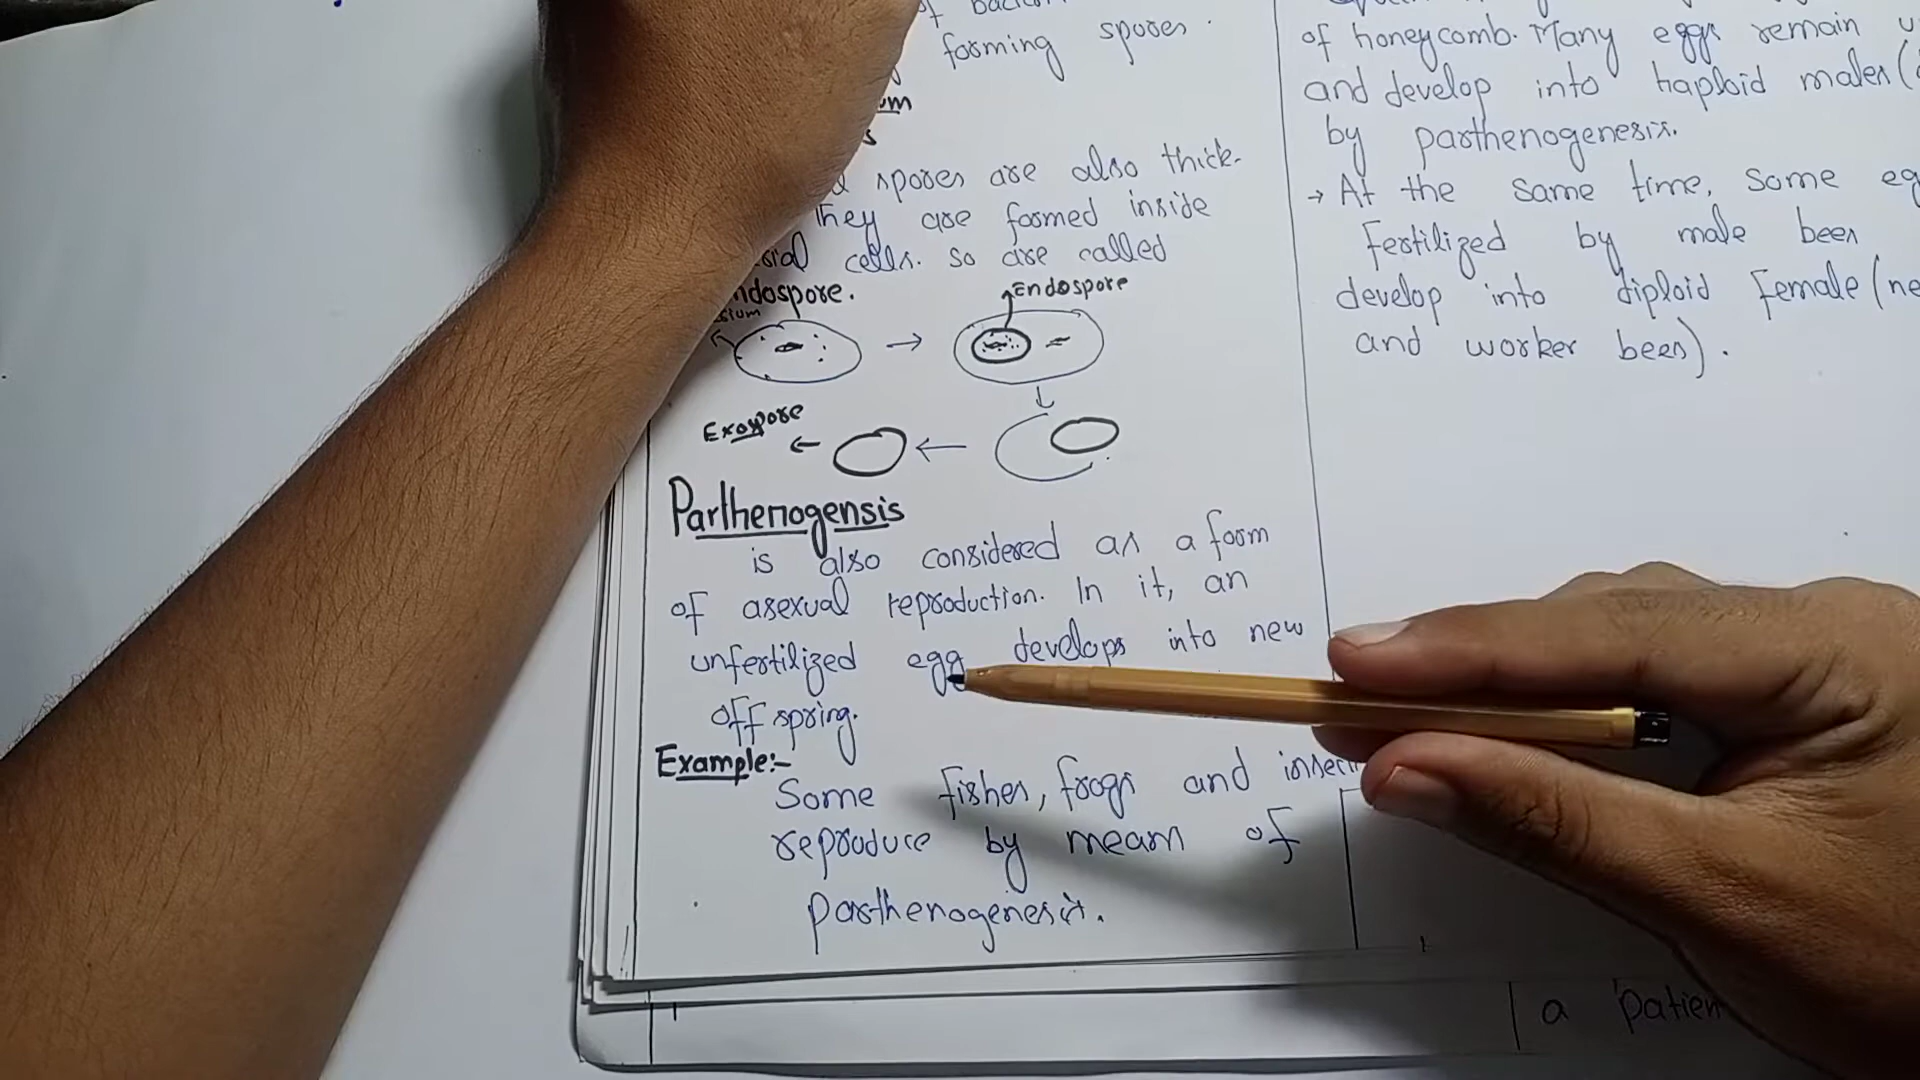 forming spores.
spores are also thick-
They are formed inside
cells. so are called
Endospore
Exospore
Parthenogensis
is also considered as a form
of asexual reproduction. In it, an
unfertilized egg develops into new
off spring.
Example:-
Some fishes, frogs and
reproduce by means of
parthenogenesis.
of honeycomb. Many eggs remain
and develop into haploid males (
by parthenogenesis.
→ At the same time, some
fertilized by male bees
develop into diploid female (
and worker bees).
a